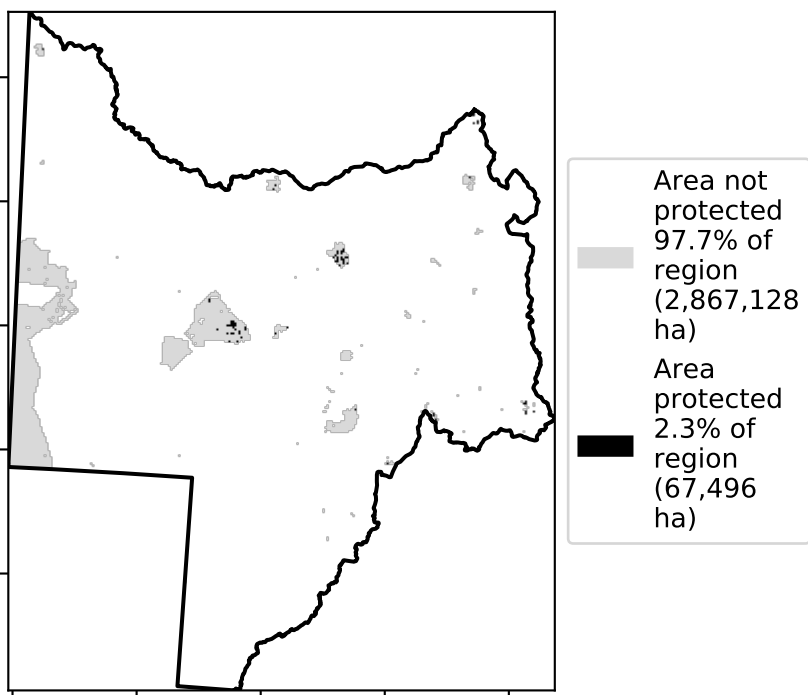 Area not
protected
97.7% of
region
(2,867,128
ha)
Area
protected
2.3% of
region
(67,496
ha)